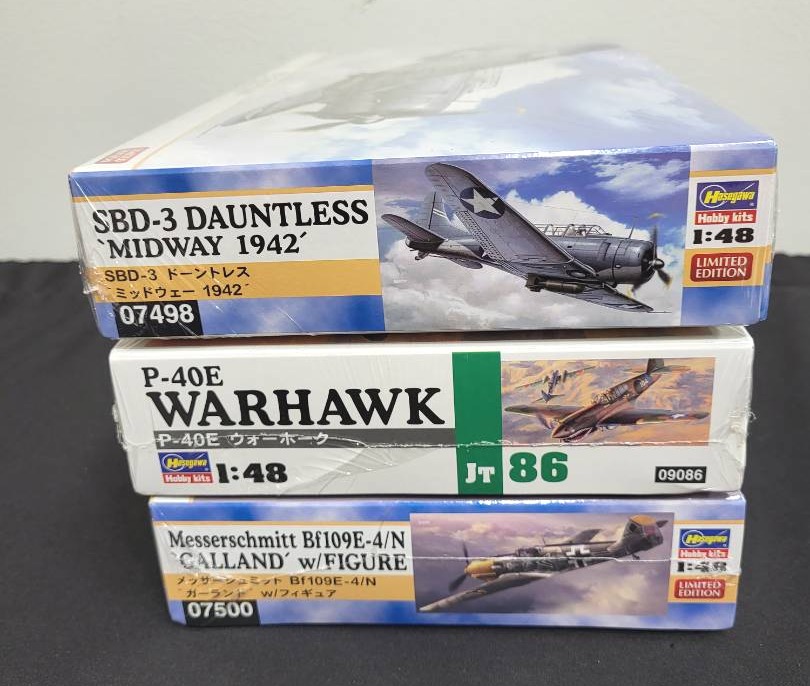 SBD-3 DAUNTLESS
`MIDWAY 1942´
SBD-3 ドーントレス
`ミッドウェー 1942´
07498
Hasegawa
Hobby kits
1:48
LIMITED
EDITION
P-40E
WARHAWK
P-40E ウォーホーク
Hasegawa
Hobby kits
1:48
JT 86
09086
Messerschmitt Bf109E-4/N
`GALLAND´ w/FIGURE
メッサーシュミット Bf109E-4/N
`ガーランド´ w/フィギュア
07500
Hasegawa
Hobby kits
1:48
LIMITED
EDITION